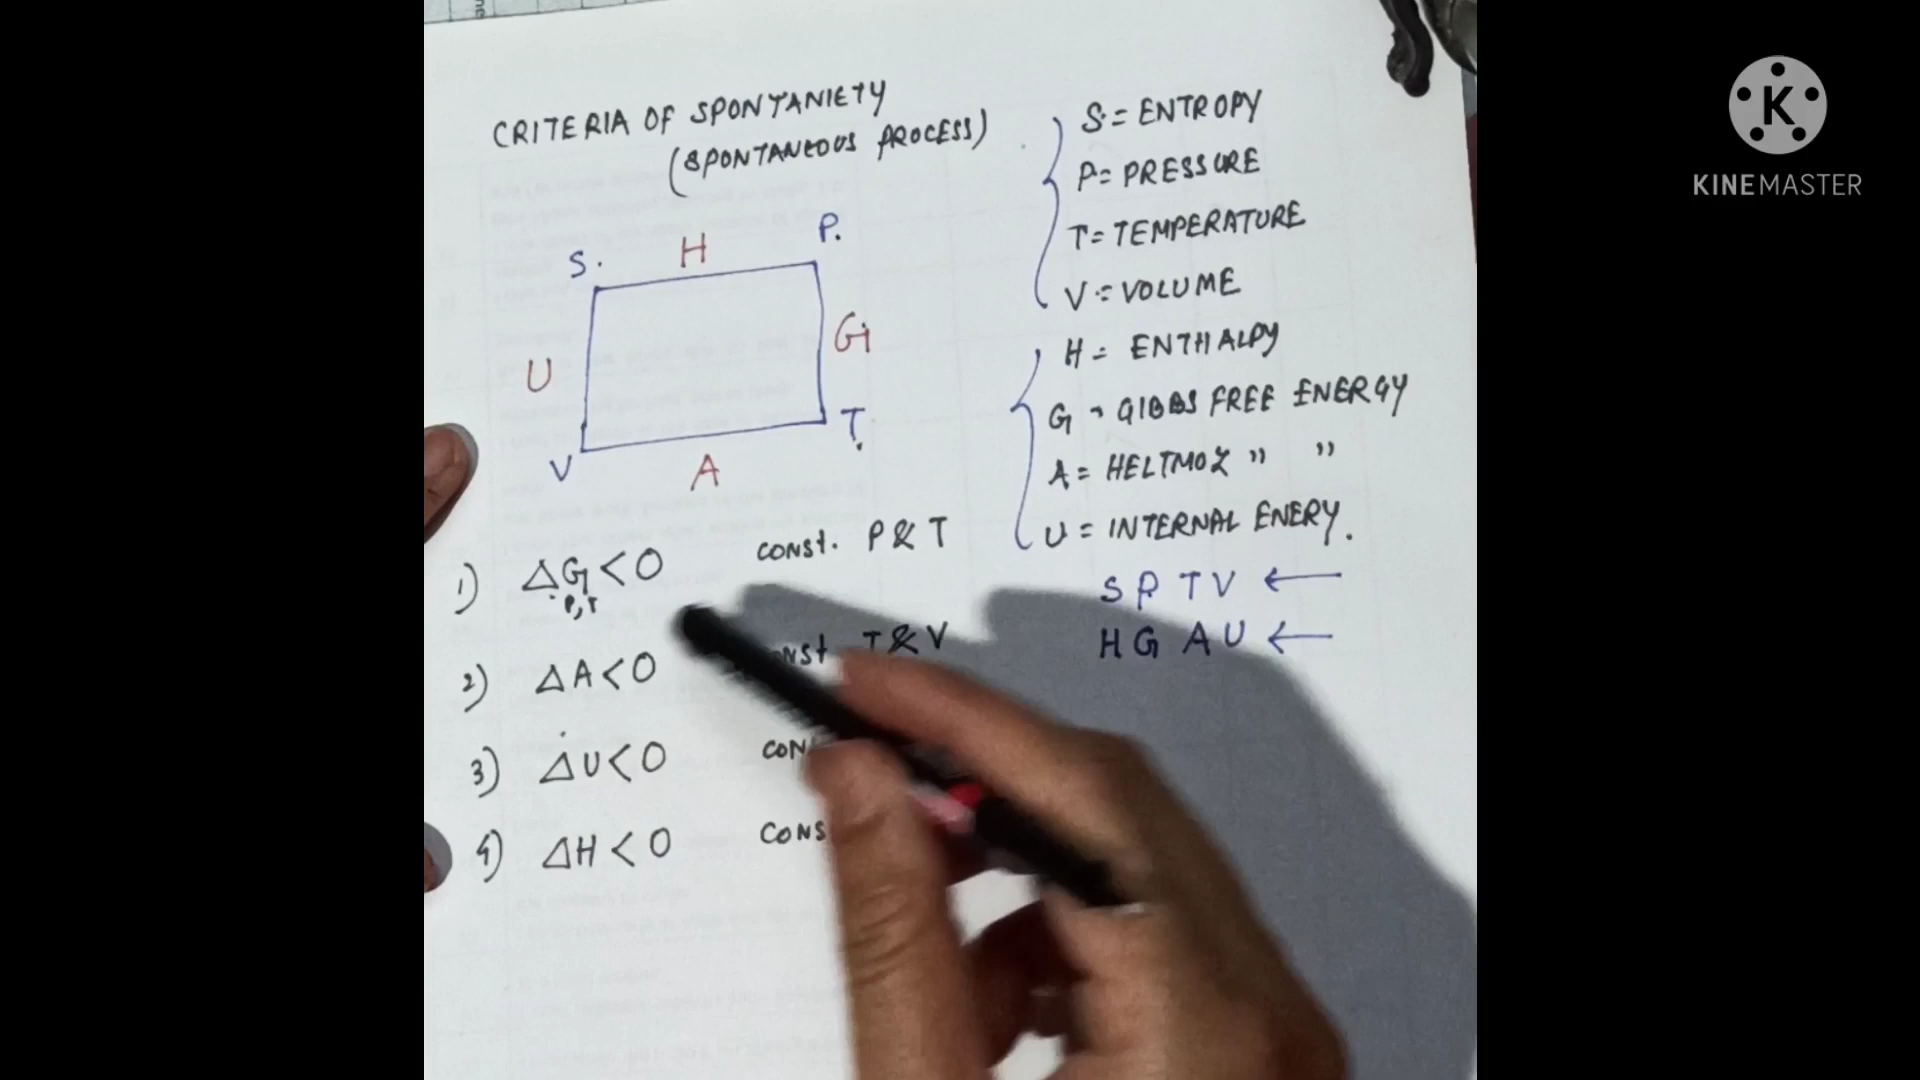 CRITERIA OF SPONTANIETY
(SPONTANEOUS PROCESS)
S. H P.
U G
V A T.
S = ENTROPY
P = PRESSURE
T = TEMPERATURE
V = VOLUME
H = ENTHALPY
G = GIBBS FREE ENERGY
A = HELTMOZ " "
U = INTERNAL ENERY.
S P T V ←
H G A U ←
1) ΔG < 0 CONST. P & T
P, T
2) ΔA < 0 T & V
3) ΔU < 0
4) ΔH < 0
K
KINEMASTER